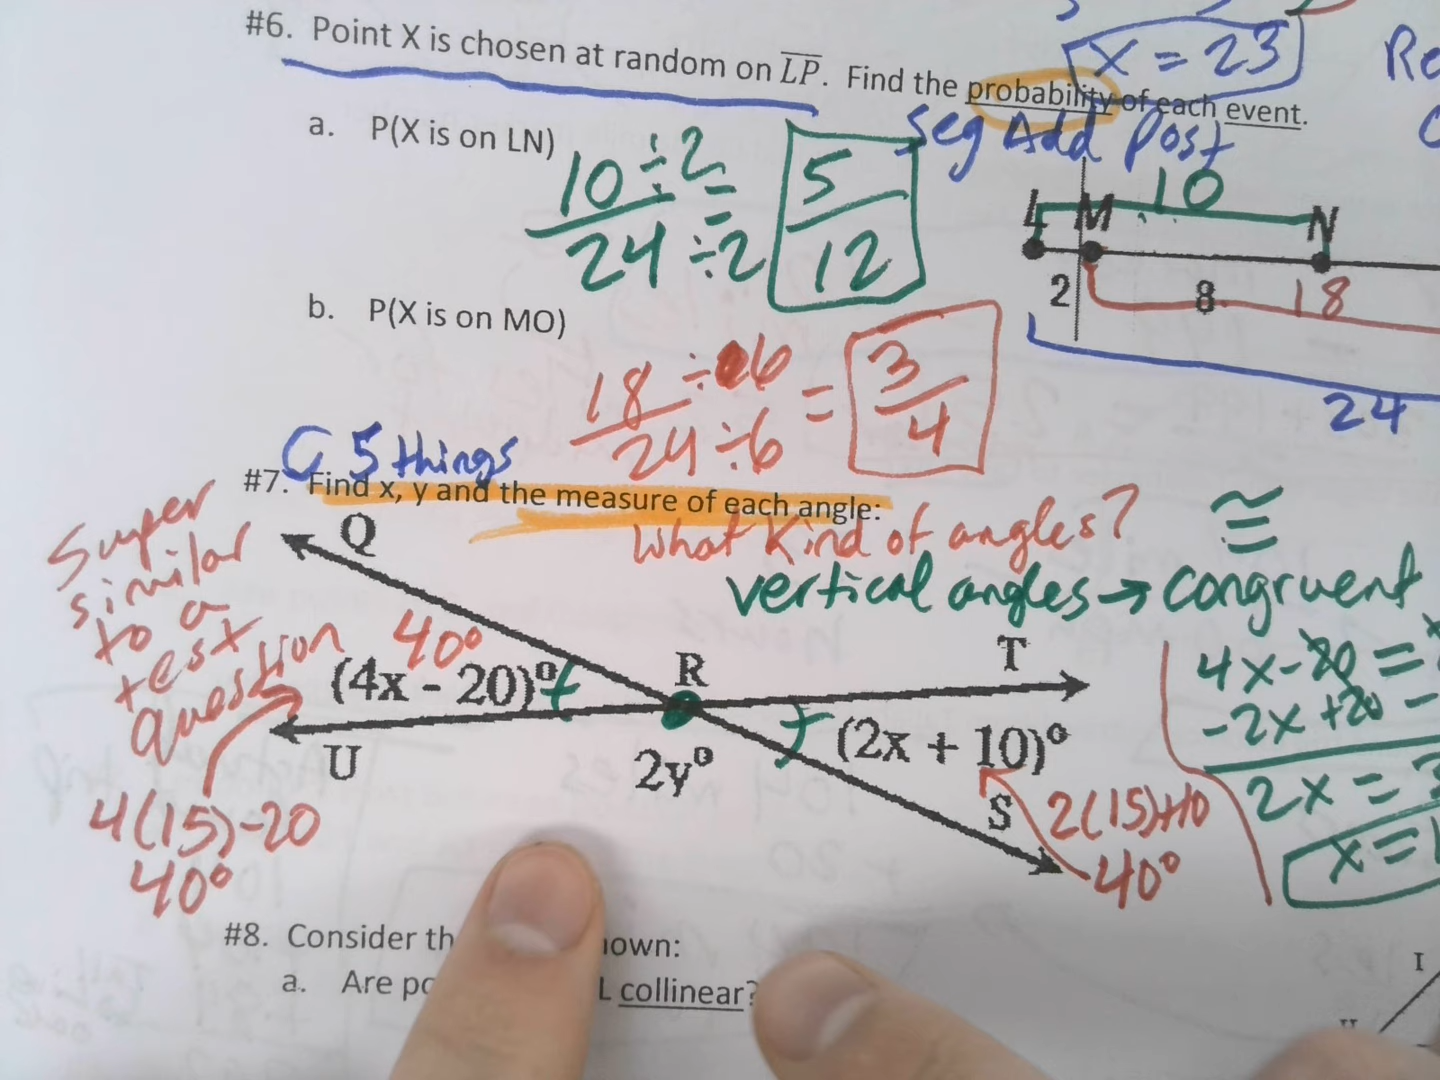 x = 23
#6. Point X is chosen at random on LP. Find the probability of each event.
Seg Add Post
a. P(X is on LN)
10 ÷2 = 5
24 ÷2 12
10
L M N
2 8 18
24
b. P(X is on MO)
18 ÷ 6 = 3
24 ÷ 6 4
5 things
#7. Find x, y and the measure of each angle:
What Kind of angles? ≅
vertical angles → congruent
Super
similar
to a
test
question
Q
40°
(4x - 20)°
R
T
U
2y°
(2x + 10)°
S
4(15)-20
40°
2(15)+10
40°
4x-20 =
-2x +20 -
2x = 3
x = 1
#8. Consider th own:
a. Are po L collinear?
I